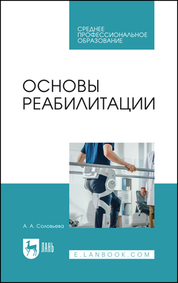 СРЕДНЕЕ
ПРОФЕССИОНАЛЬНОЕ
ОБРАЗОВАНИЕ
ОСНОВЫ
РЕАБИЛИТАЦИИ
А. А. Соловьева
ЛАНЬ
E.LANBOOK.COM